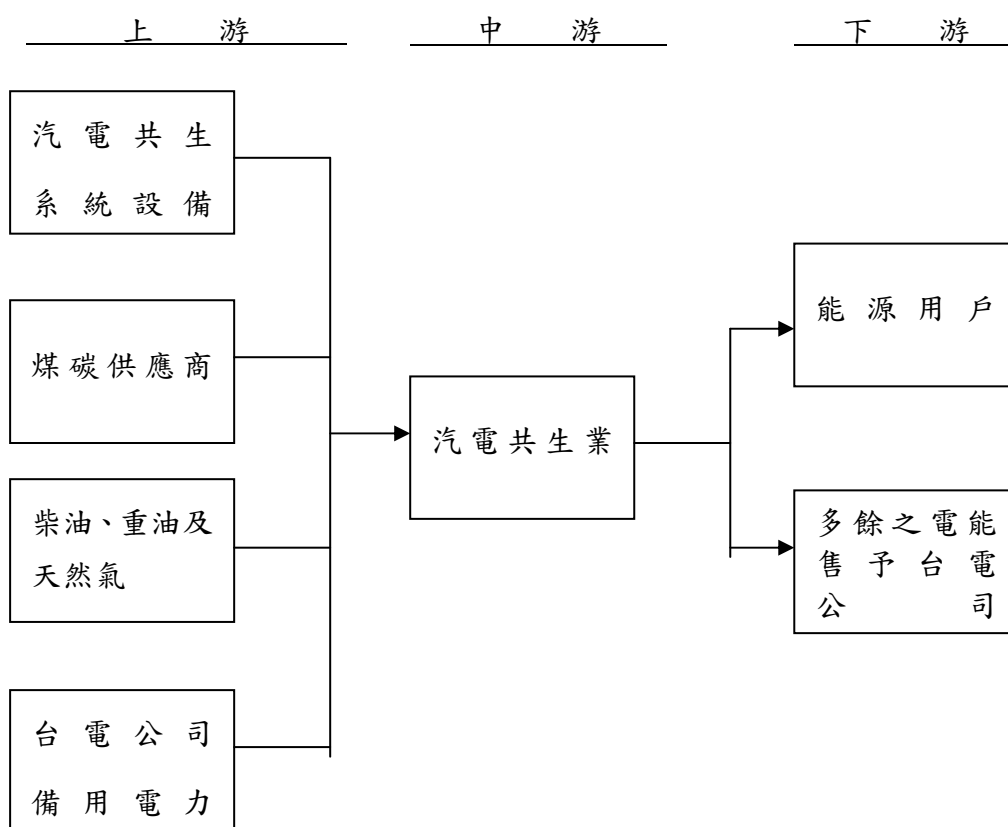 上游
中游
下游
汽電共生
系統設備
煤碳供應商
柴油、重油及
天然氣
台電公司
備用電力
汽電共生業
能源用戶
多餘之電能
售予台電
公司